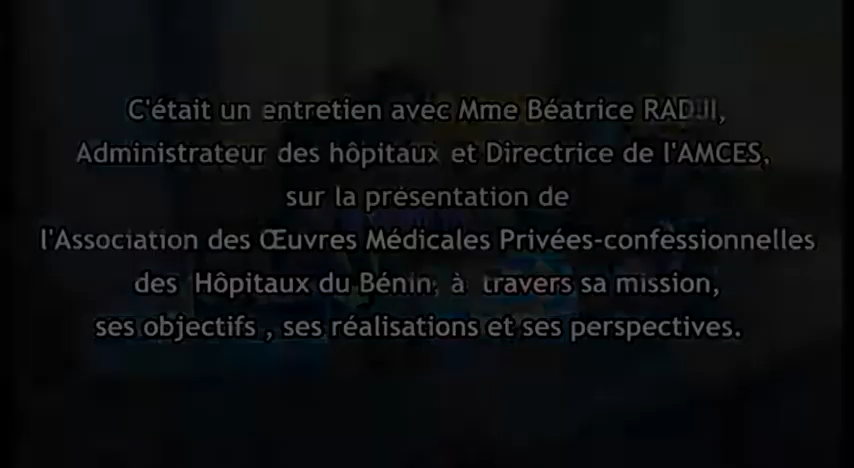 C'était un entretien avec Mme Béatrice RADJI,
Administrateur des hôpitaux et Directrice de l'AMCES,
sur la présentation de
l'Association des Œuvres Médicales Privées-confessionnelles
des Hôpitaux du Bénin, à travers sa mission,
ses objectifs , ses réalisations et ses perspectives.